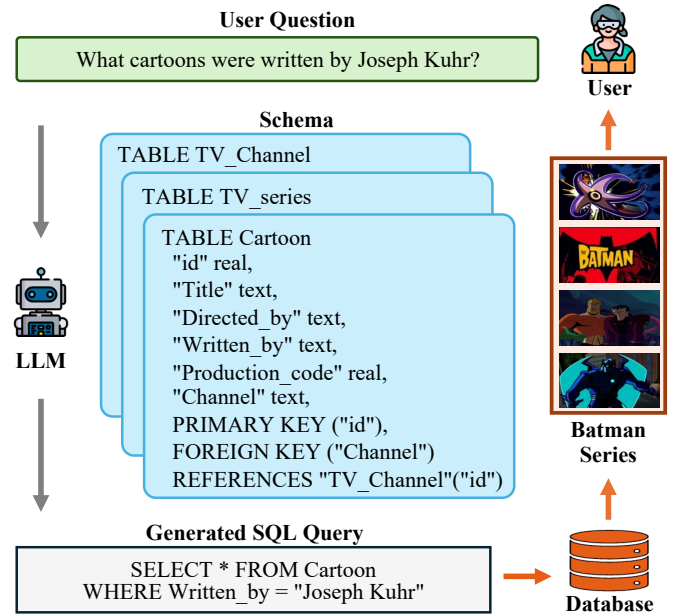 User Question
What cartoons were written by Joseph Kuhr?
User
Schema
TABLE TV_Channel
TABLE TV_series
TABLE Cartoon
"id" real,
"Title" text,
"Directed_by" text,
"Written_by" text,
"Production_code" real,
"Channel" text,
PRIMARY KEY ("id"),
FOREIGN KEY ("Channel")
REFERENCES "TV_Channel"("id")
LLM
BATMAN
Batman
Series
Generated SQL Query
SELECT * FROM Cartoon
WHERE Written_by = "Joseph Kuhr"
Database